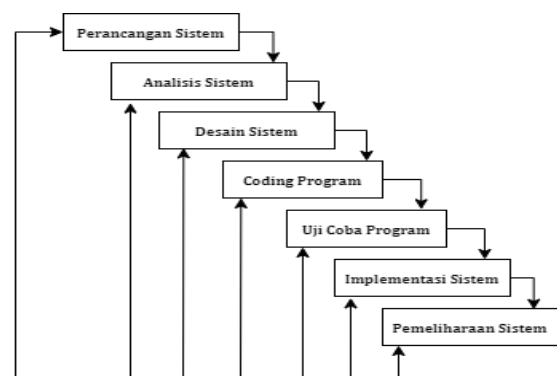 Perancangan Sistem
Analisis Sistem
Desain Sistem
Coding Program
Uji Coba Program
Implementasi Sistem
Pemeliharaan Sistem